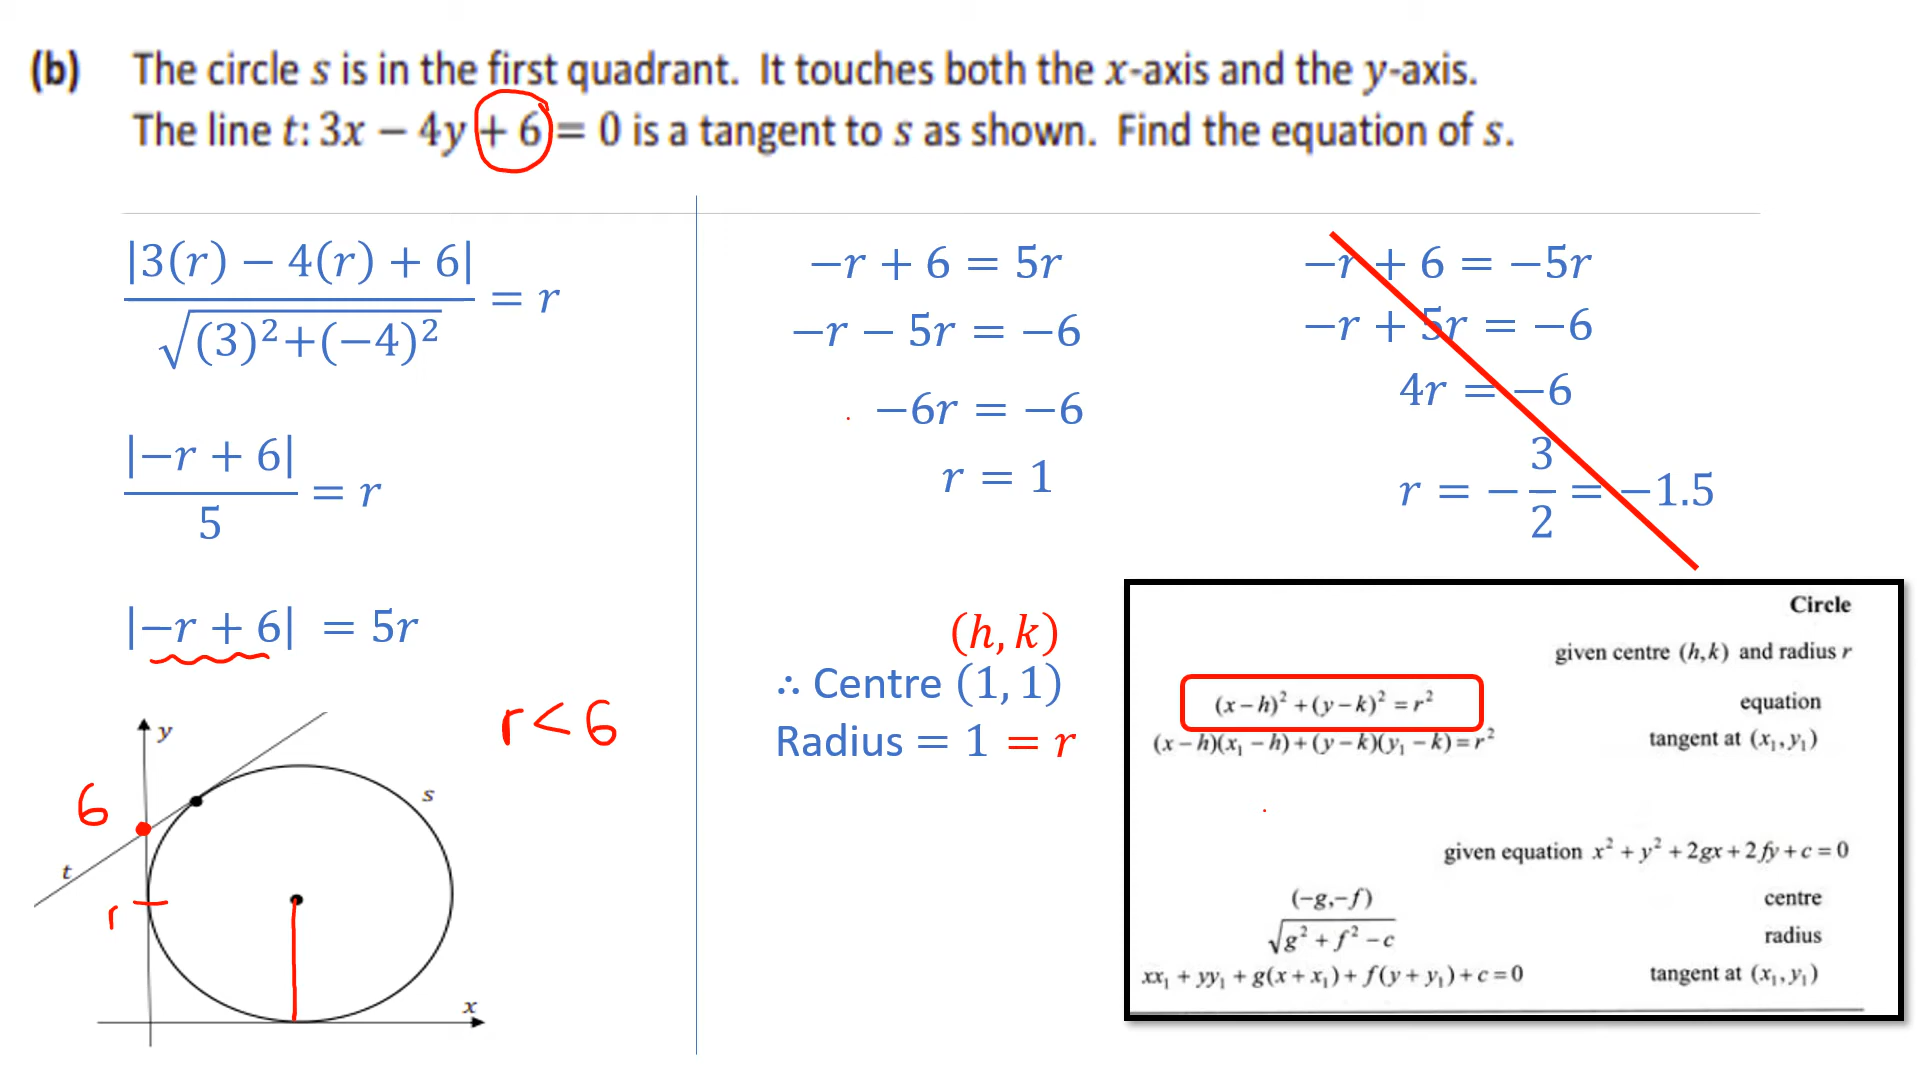 (b) The circle s is in the first quadrant. It touches both the x-axis and the y-axis.
The line t: 3x − 4y + 6 = 0 is a tangent to s as shown. Find the equation of s.
|3(r) − 4(r) + 6| / √((3)²+(−4)²) = r
|−r + 6| / 5 = r
|−r + 6| = 5r
r < 6
y
6
s
t
r
x
−r + 6 = 5r
−r − 5r = −6
−6r = −6
r = 1
(h, k)
∴ Centre (1, 1)
Radius = 1 = r
−r + 6 = −5r
−r + 5r = −6
4r = −6
r = −3/2 = −1.5
Circle
given centre (h,k) and radius r
(x − h)² + (y − k)² = r² equation
(x − h)(x₁ − h) + (y − k)(y₁ − k) = r² tangent at (x₁, y₁)
given equation x² + y² + 2gx + 2fy + c = 0
(−g,−f) centre
√(g² + f² − c) radius
xx₁ + yy₁ + g(x + x₁) + f(y + y₁) + c = 0 tangent at (x₁, y₁)